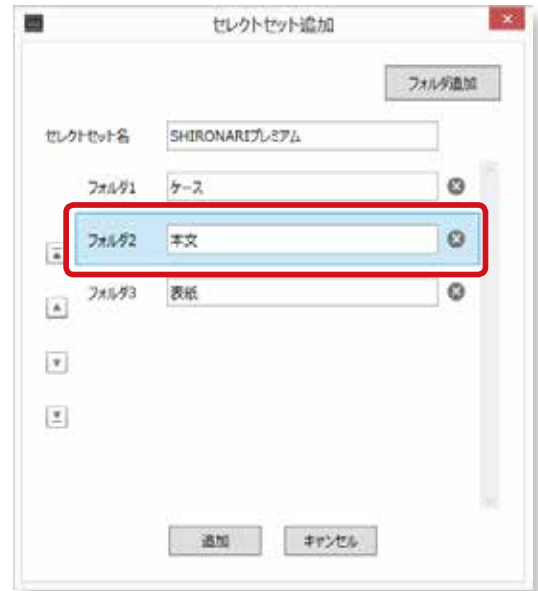 セレクトセット追加
フォルダ追加
セレクトセット名 SHIRONARIプレミアム
フォルダ1 ケース
フォルダ2 本文
フォルダ3 表紙
追加 キャンセル